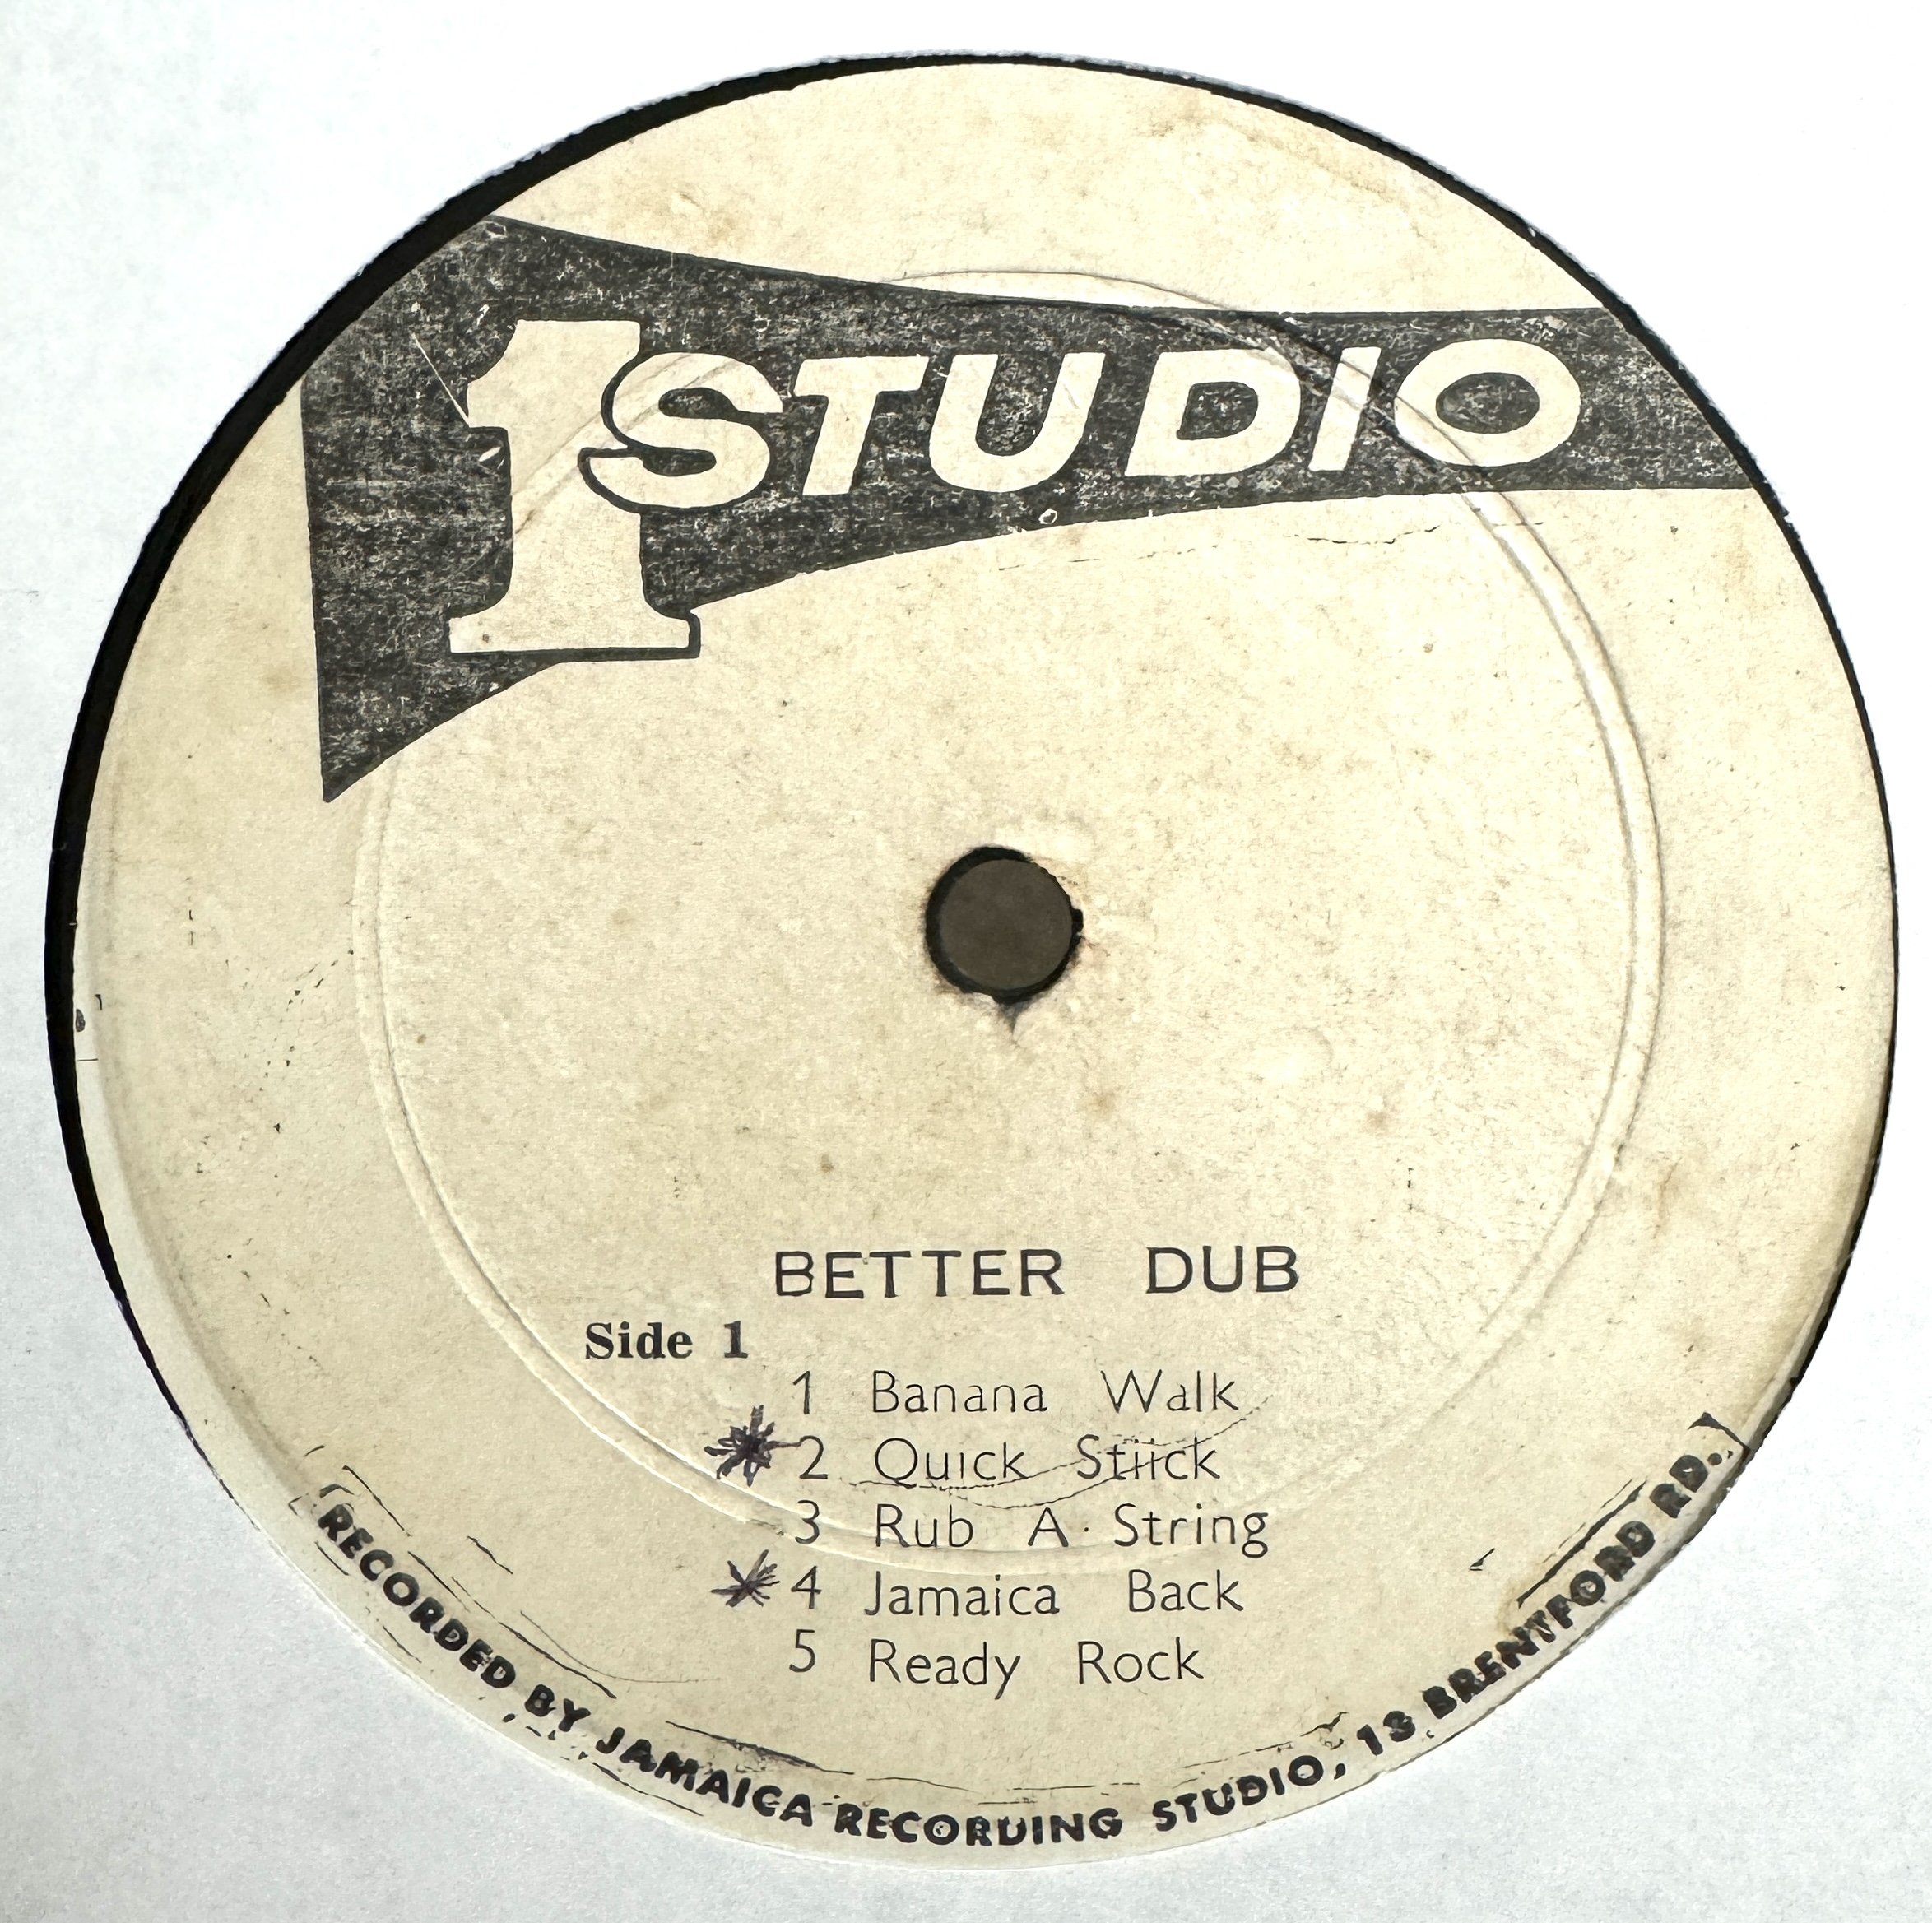 1 STUDIO
BETTER DUB
Side 1
1 Banana Walk
2 Quick Stiick
3 Rub A String
4 Jamaica Back
5 Ready Rock
(RECORDED BY JAMAICA RECORDING STUDIO, 13 BRENTFORD RD.)